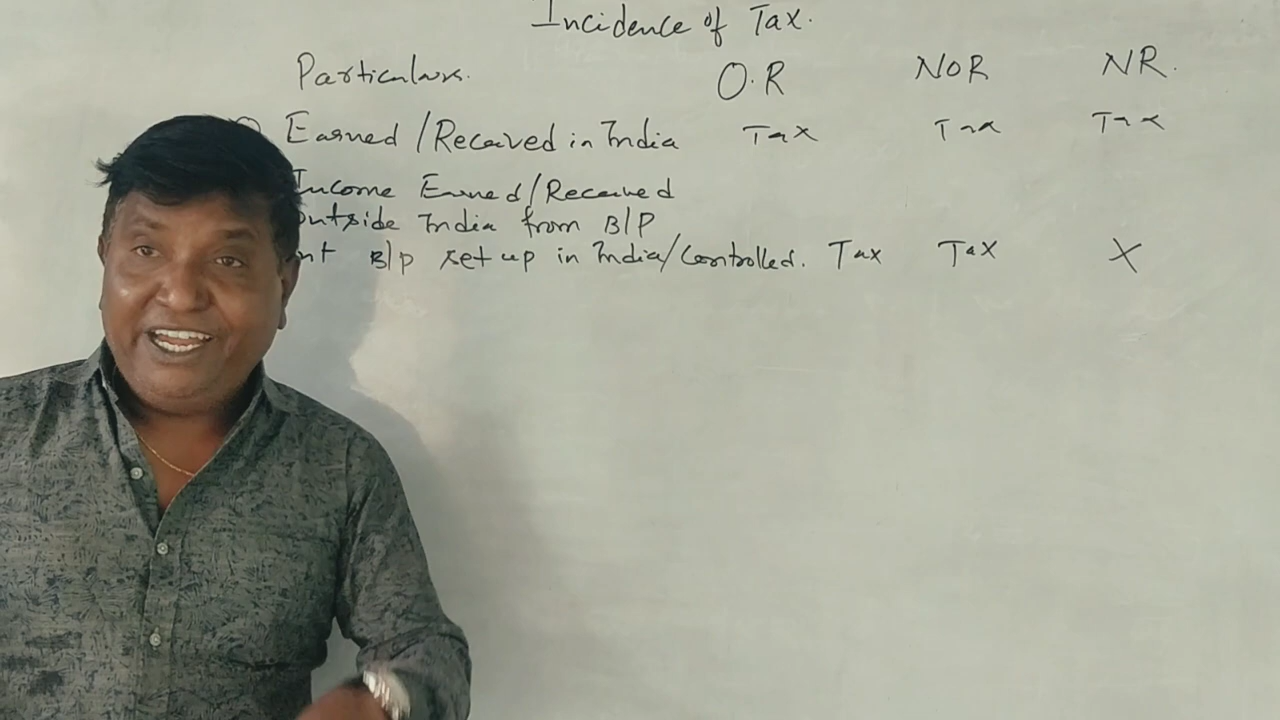 Incidence of Tax.
Particulars. O.R NOR NR.
Earned/Received in India Tax Tax Tax
Income Earned/Received
outside India from B/P
B/p set up in India/Controlled. Tax Tax X